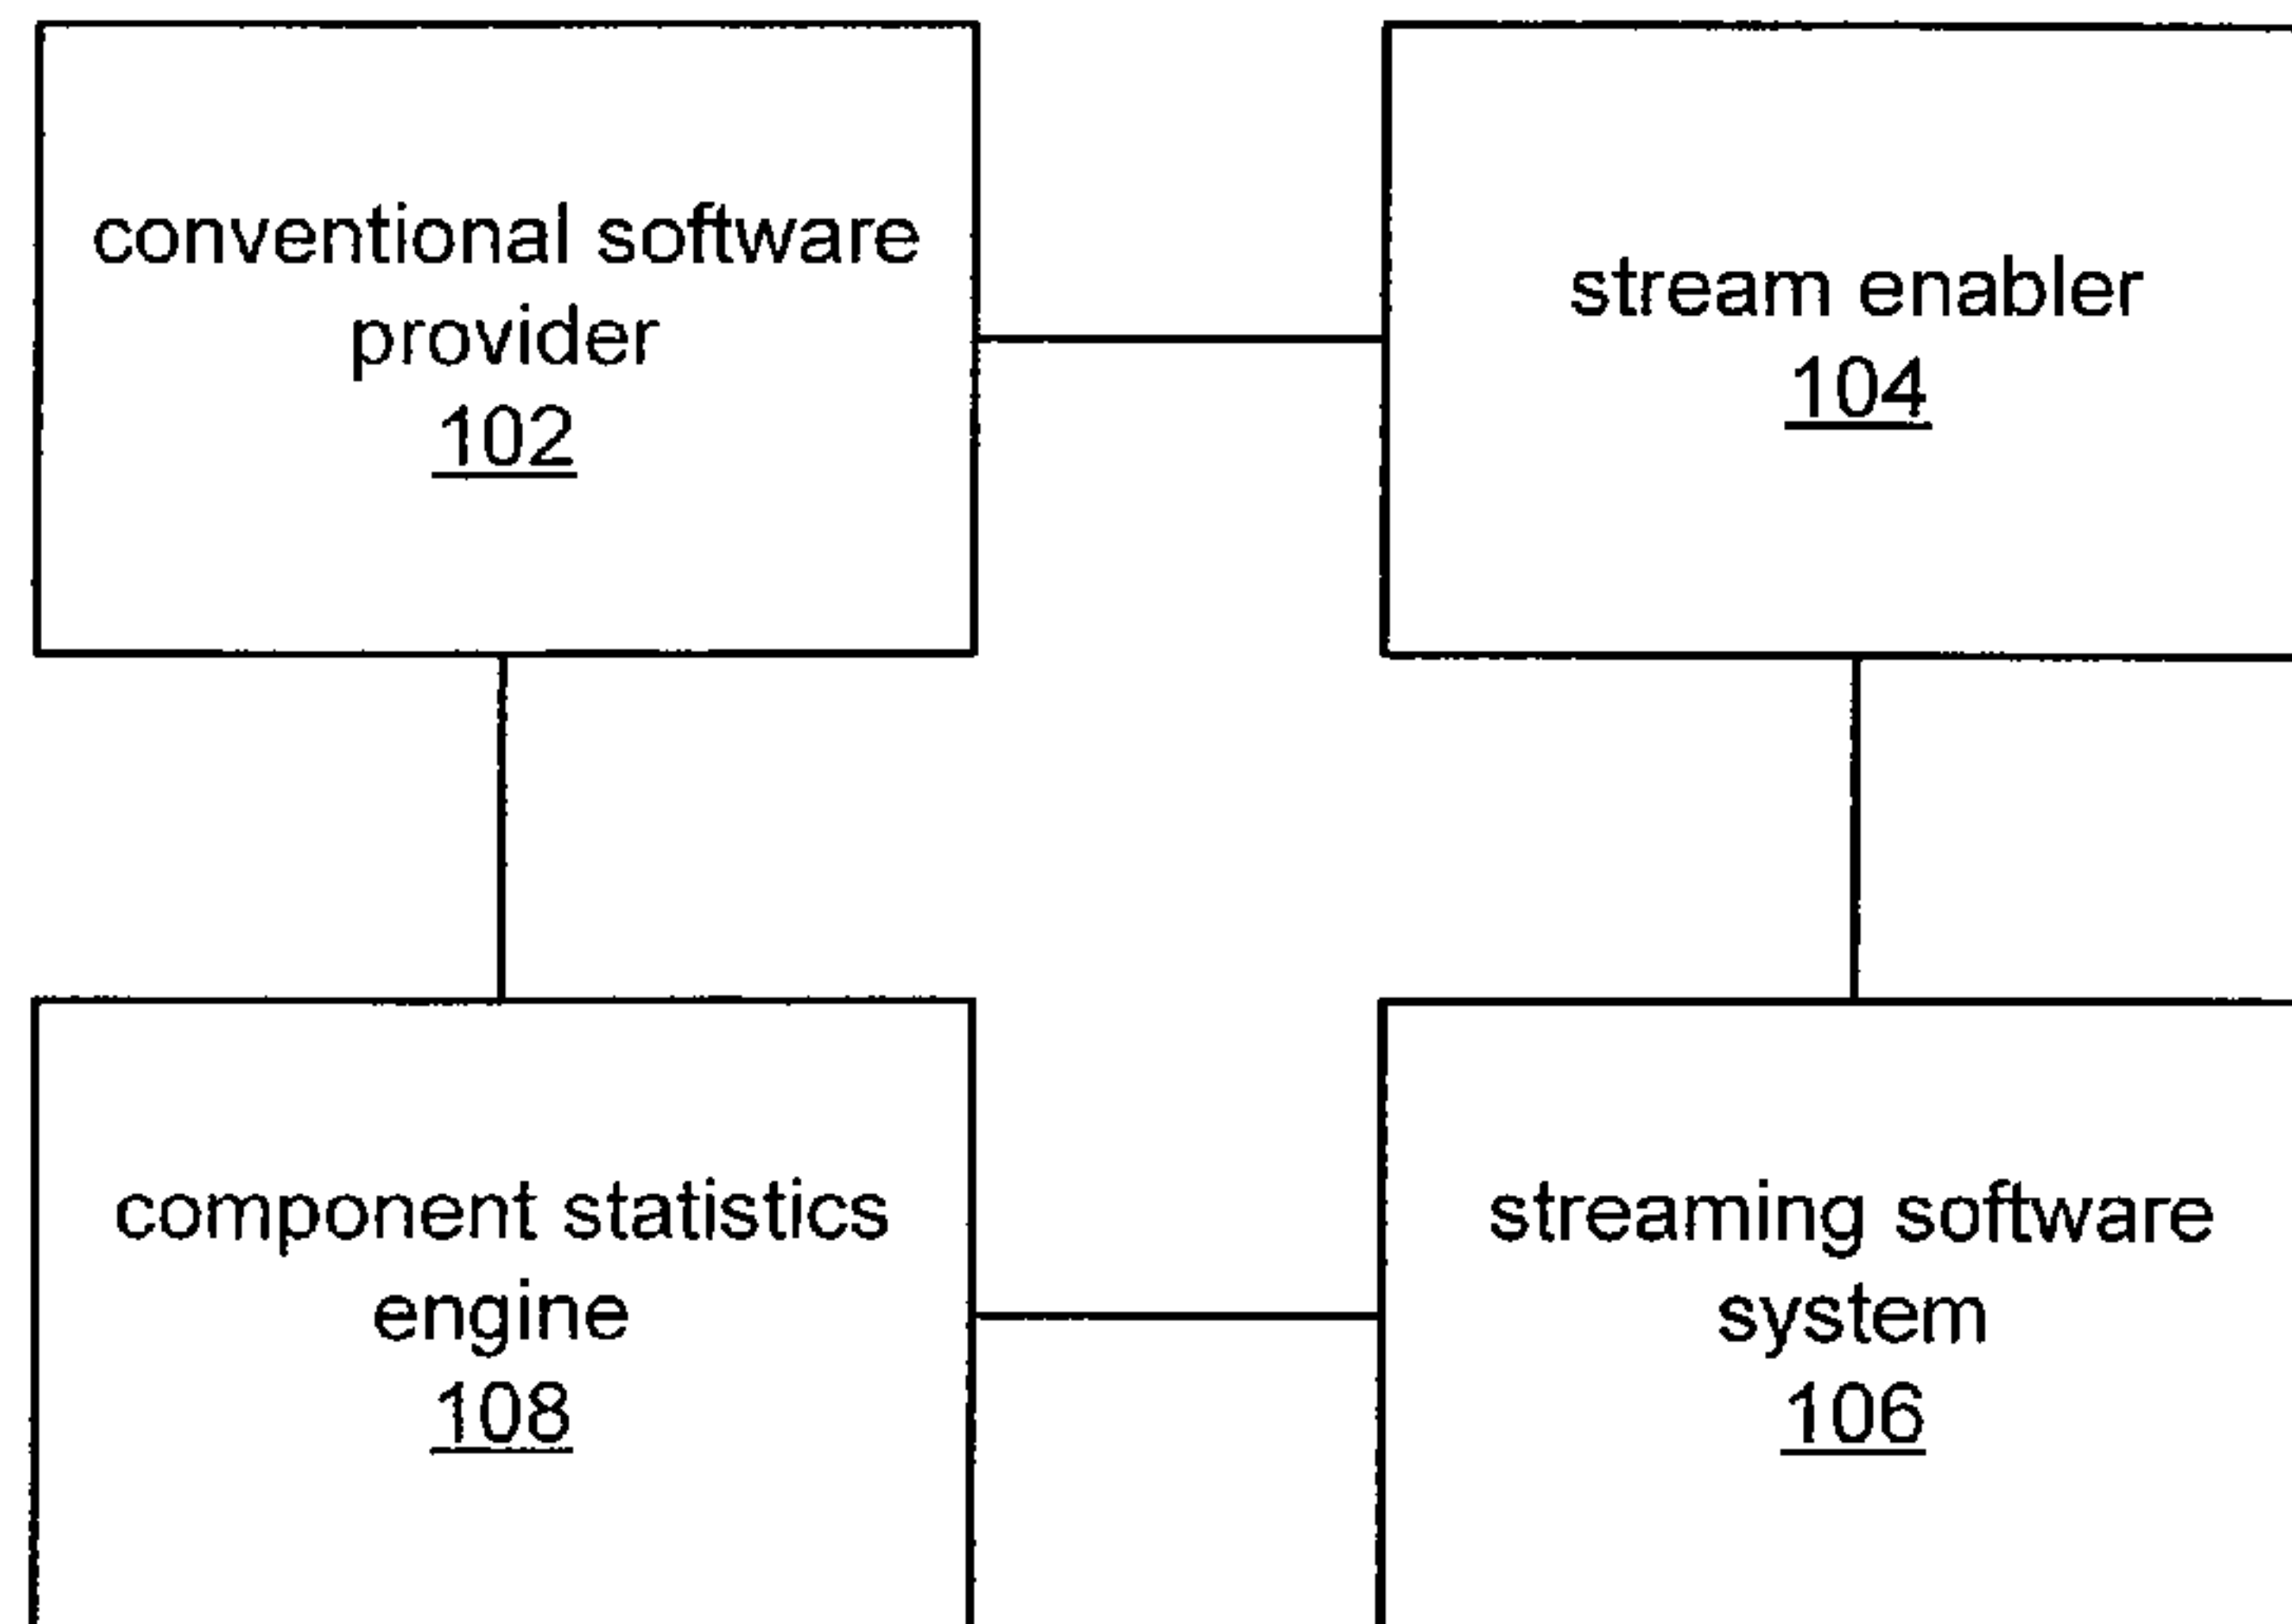 conventional software
provider
102
stream enabler
104
component statistics
engine
108
streaming software
system
106